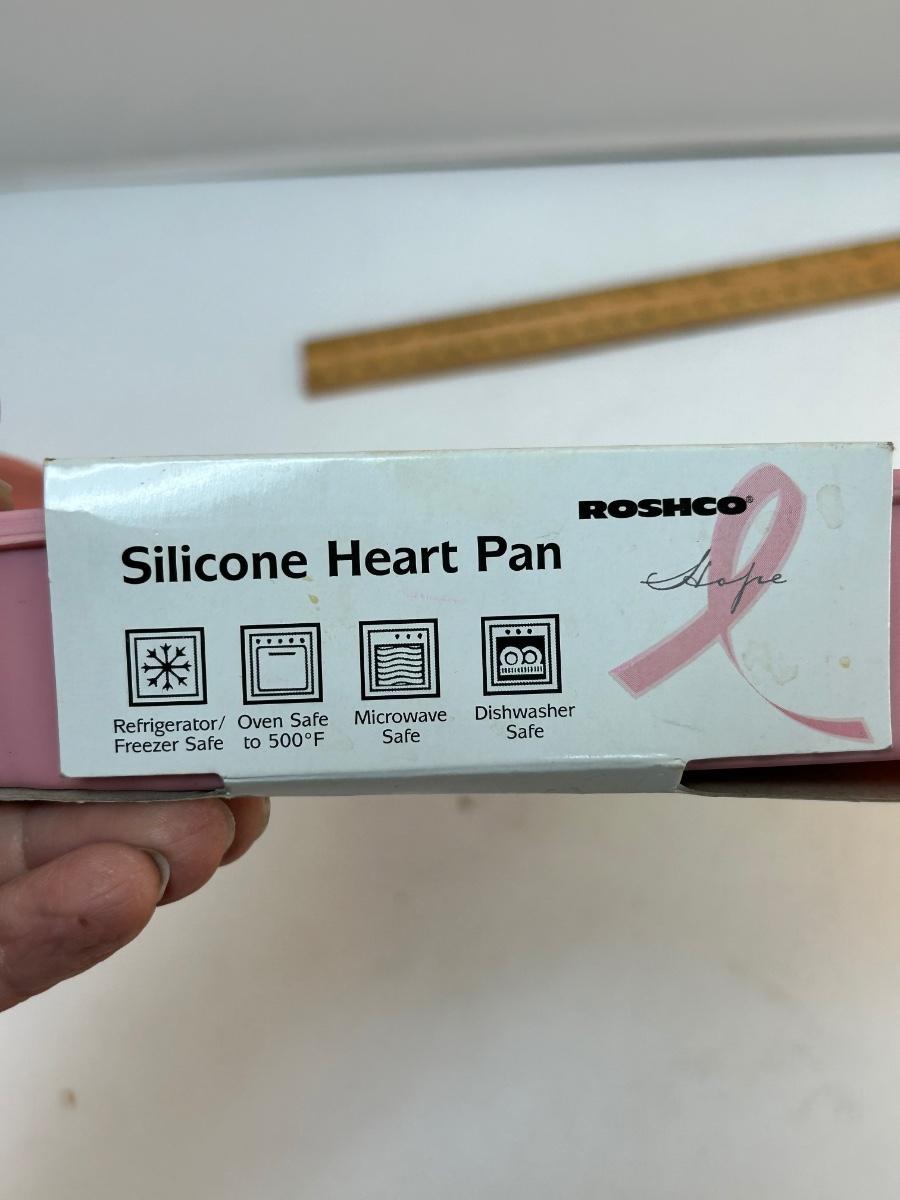 ROSHCO®
Silicone Heart Pan
Hope
Refrigerator/
Freezer Safe
Oven Safe
to 500°F
Microwave
Safe
Dishwasher
Safe